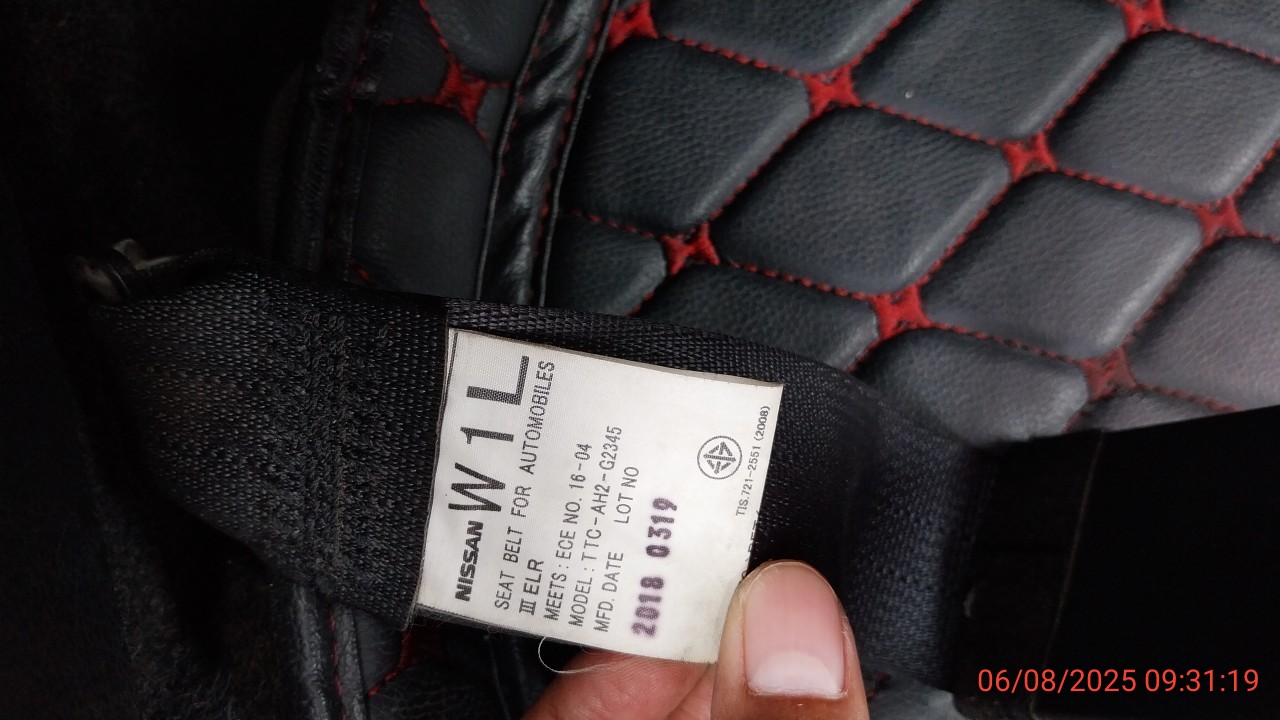 NISSAN W1L
SEAT BELT FOR AUTOMOBILES
III ELR
MEETS : ECE NO. 16-04
MODEL : TTC-AH2-G2345
MFD. DATE LOT NO
2018 0319
TIS.721-2551 (2008)
06/08/2025 09:31:19